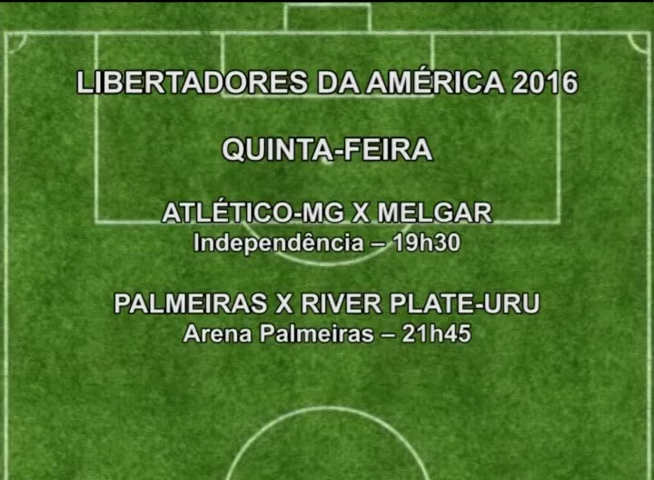 LIBERTADORES DA AMÉRICA 2016
QUINTA-FEIRA
ATLÉTICO-MG X MELGAR
Independência – 19h30
PALMEIRAS X RIVER PLATE-URU
Arena Palmeiras – 21h45